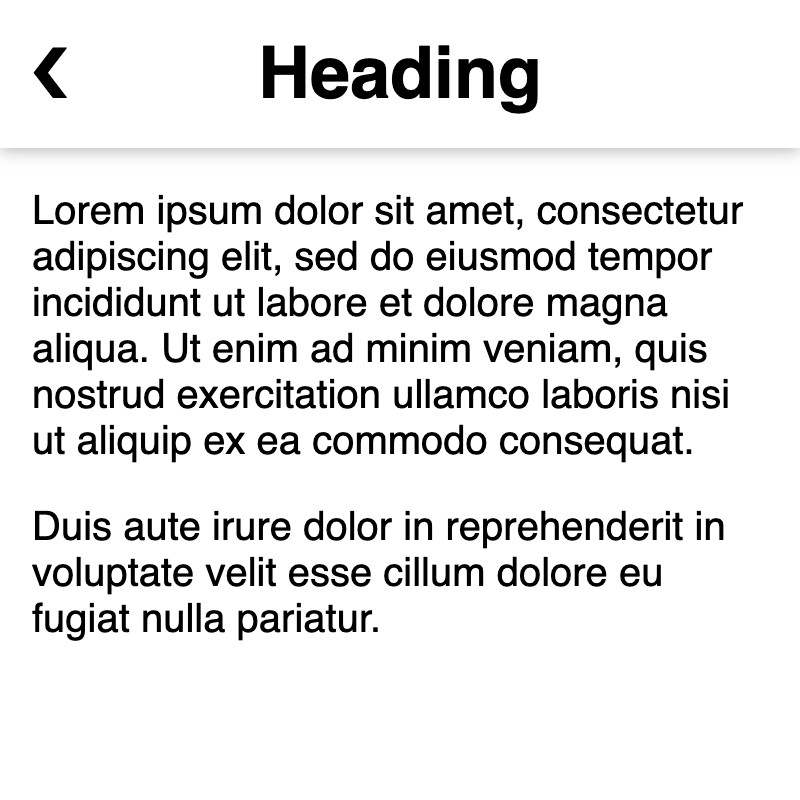 Heading
Lorem ipsum dolor sit amet, consectetur
adipiscing elit, sed do eiusmod tempor
incididunt ut labore et dolore magna
aliqua. Ut enim ad minim veniam, quis
nostrud exercitation ullamco laboris nisi
ut aliquip ex ea commodo consequat.
Duis aute irure dolor in reprehenderit in
voluptate velit esse cillum dolore eu
fugiat nulla pariatur.